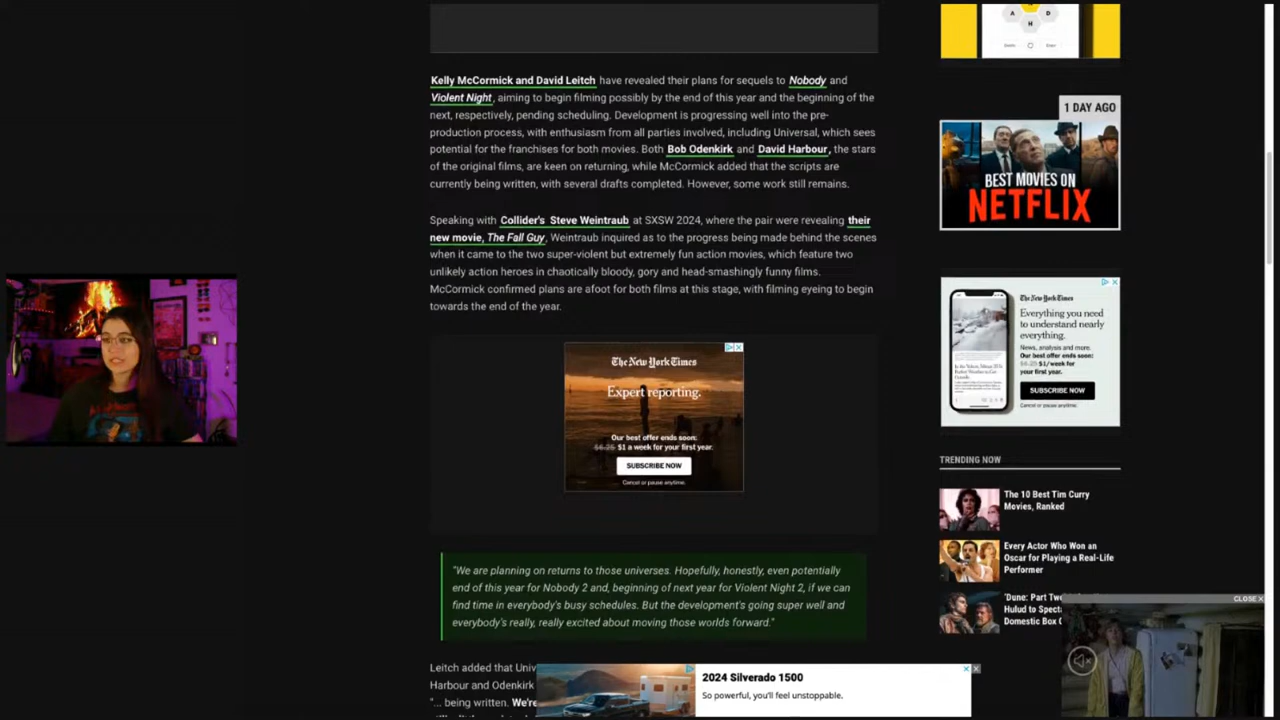 A
D
H
Kelly McCormick and David Leitch have revealed their plans for sequels to Nobody and
Violent Night, aiming to begin filming possibly by the end of this year and the beginning of the
next, respectively, pending scheduling. Development is progressing well into the pre-
production process, with enthusiasm from all parties involved, including Universal, which sees
potential for the franchises for both movies. Both Bob Odenkirk and David Harbour, the stars
of the original films, are keen on returning, while McCormick added that the scripts are
currently being written, with several drafts completed. However, some work still remains.
Speaking with Collider's Steve Weintraub at SXSW 2024, where the pair were revealing their
new movie, The Fall Guy, Weintraub inquired as to the progress being made behind the scenes
when it came to the two super-violent but extremely fun action movies, which feature two
unlikely action heroes in chaotically bloody, gory and head-smashingly funny films.
McCormick confirmed plans are afoot for both films at this stage, with filming eyeing to begin
towards the end of the year.
The New York Times
Expert reporting.
Our best offer ends soon:
$6.25 $1 a week for your first year.
SUBSCRIBE NOW
Cancel or pause anytime.
"We are planning on returns to those universes. Hopefully, honestly, even potentially
end of this year for Nobody 2 and, beginning of next year for Violent Night 2, if we can
find time in everybody's busy schedules. But the development's going super well and
everybody's really, really excited about moving those worlds forward."
Leitch added that Univ
Harbour and Odenkirk
"... being written. We're
2024 Silverado 1500
So powerful, you'll feel unstoppable.
1 DAY AGO
BEST MOVIES ON
NETFLIX
The New York Times
Everything you need
to understand nearly
everything.
News, analysis and more.
Our best offer ends soon:
$6.25 $1/week for
your first year.
SUBSCRIBE NOW
Cancel or pause anytime.
TRENDING NOW
The 10 Best Tim Curry
Movies, Ranked
Every Actor Who Won an
Oscar for Playing a Real-Life
Performer
'Dune: Part Tw
Hulud to Spect
Domestic Box
CLOSE X